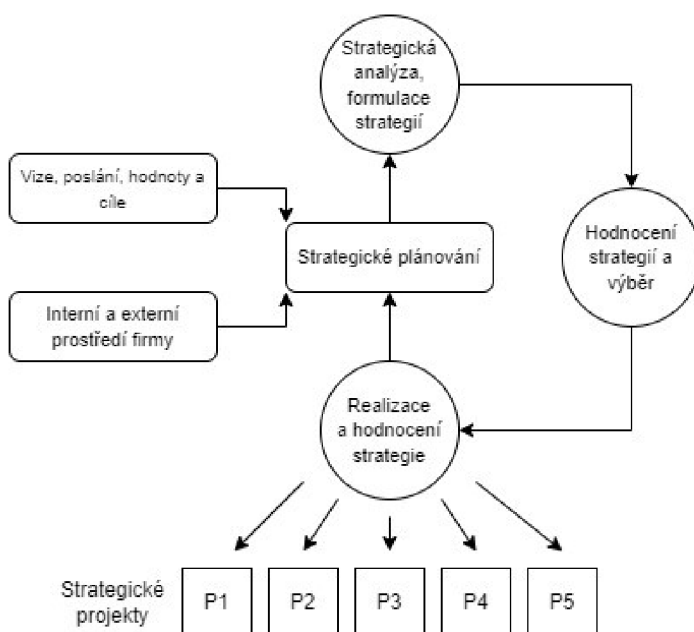 Strategická
analýza,
formulace
strategií
Vize, poslání, hodnoty a
cíle
Strategické plánování
Hodnocení
strategií a
výběr
Interní a externí
prostředí firmy
Realizace
a hodnocení
strategie
Strategické
projekty
P1
P2
P3
P4
P5